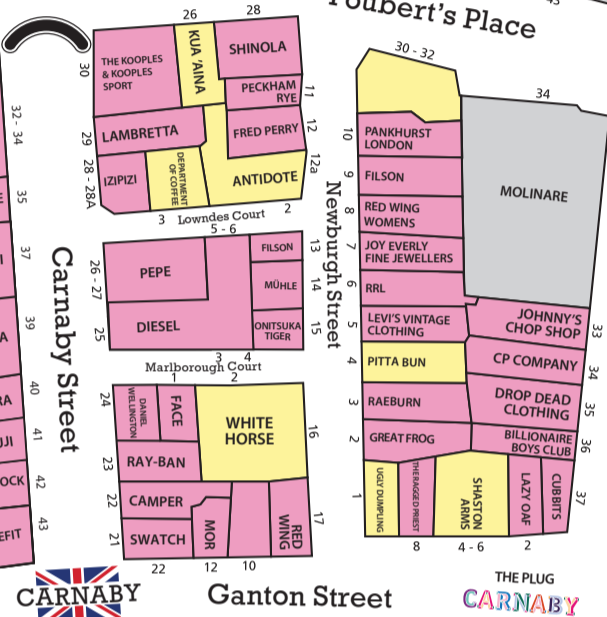 Foubert's Place
26
28
30 - 32
34
30
THE KOOPLES
& KOOPLES
SPORT
KUA 'AINA
SHINOLA
PECKHAM
RYE
11
32 - 34
29
LAMBRETTA
FRED PERRY
12
28 - 28A
IZIPIZI
DEPARTMENT
OF COFFEE
ANTIDOTE
12a
3
Lowndes Court
2
5 - 6
10
PANKHURST
LONDON
9
FILSON
8
RED WING
WOMENS
7
JOY EVERLY
FINE JEWELLERS
6
RRL
5
LEVI'S VINTAGE
CLOTHING
4
PITTA BUN
3
RAEBURN
2
GREAT FROG
MOLINARE
JOHNNY'S
CHOP SHOP
33
CP COMPANY
34
DROP DEAD
CLOTHING
35
BILLIONAIRE
BOYS CLUB
36
1
UGLY DUMPLING
THE RAGGED PRIEST
SHASTON
ARMS
LAZY OAF
CUBBITS
37
8
4 - 6
2
Newburgh Street
Carnaby Street
35
37
39
40
41
42
43
26 - 27
PEPE
FILSON
13
MÜHLE
14
25
DIESEL
ONITSUKA
TIGER
15
3
4
Marlborough Court
1
2
24
DANIEL
WELLINGTON
FACE
WHITE
HORSE
16
23
RAY-BAN
22
CAMPER
21
SWATCH
MOR
RED
WING
17
22
12
10
Ganton Street
CARNABY
THE PLUG
CARNABY